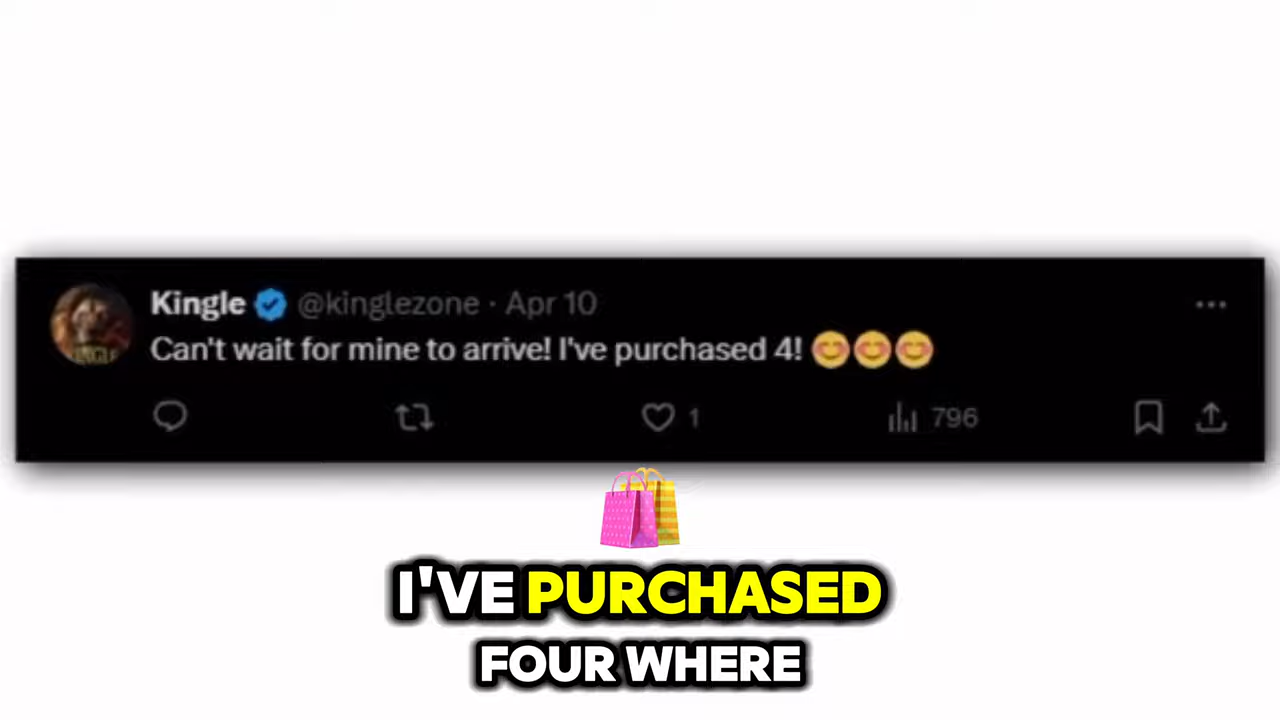 Kingle @kinglezone · Apr 10
Can't wait for mine to arrive! I've purchased 4! 😊😊😊
1 796
I'VE PURCHASED
FOUR WHERE